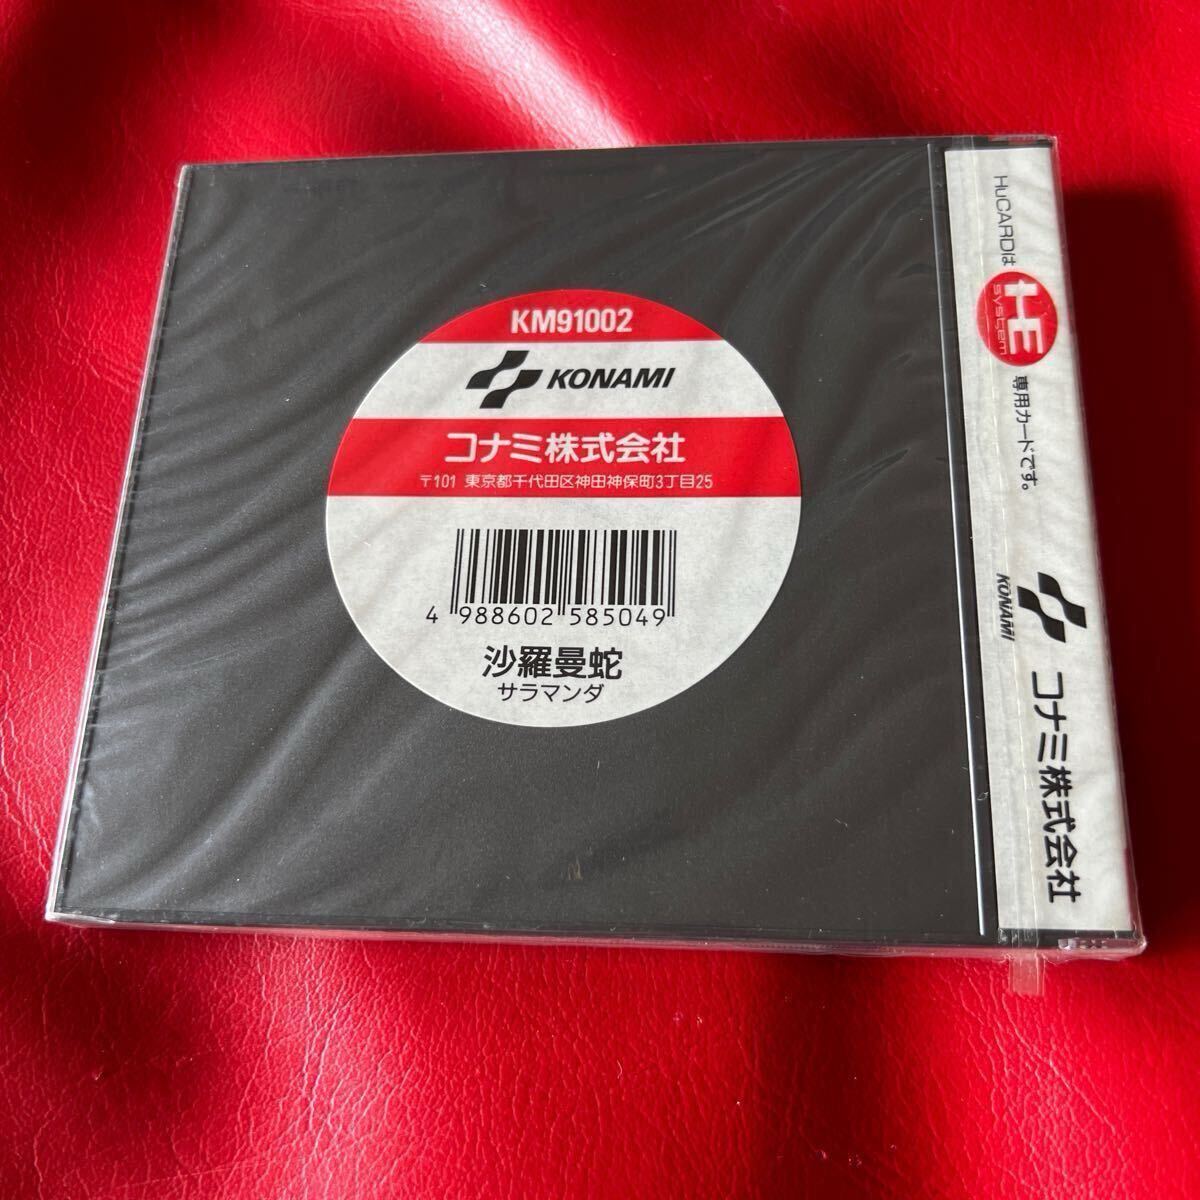 KM91002
KONAMI
コナミ株式会社
〒101 東京都千代田区神田神保町3丁目25
4 988602 585049
沙羅曼蛇
サラマンダ
HuCARDは
HE
system
専用カードです。
KONAMI
コナミ株式会社